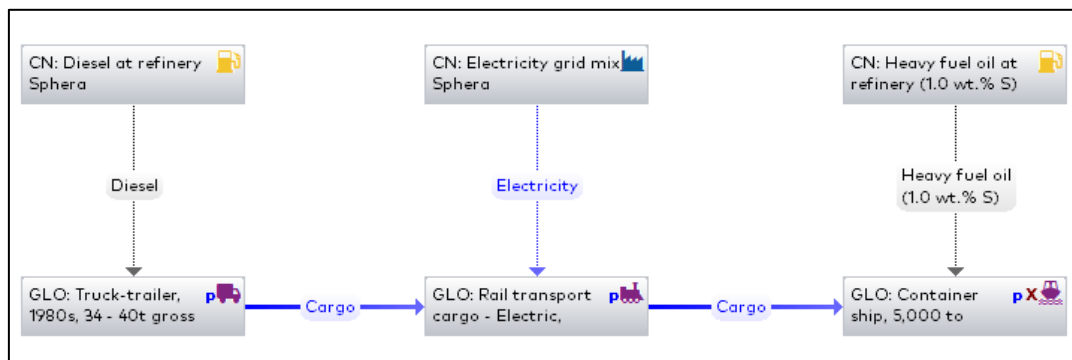 CN: Diesel at refinery
Sphera
CN: Electricity grid mix
Sphera
CN: Heavy fuel oil at
refinery (1.0 wt.% S)
Diesel
Electricity
Heavy fuel oil
(1.0 wt.% S)
GLO: Truck-trailer,
1980s, 34 - 40t gross
p
Cargo
GLO: Rail transport
cargo - Electric,
p
Cargo
GLO: Container
ship, 5,000 to
p X